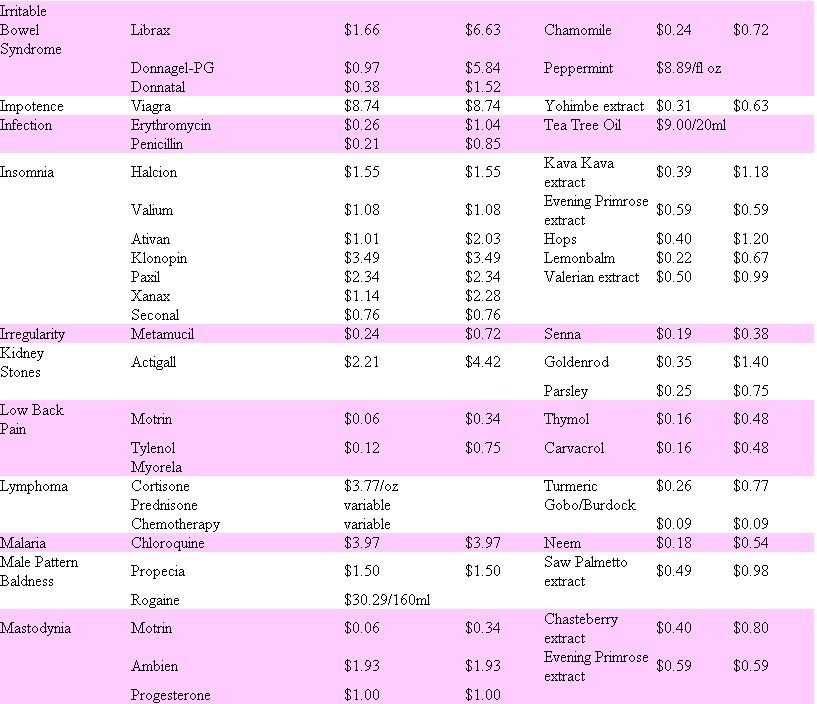 Irritable
Bowel Librax $1.66 $6.63 Chamomile $0.24 $0.72
Syndrome
Donnagel-PG $0.97 $5.84 Peppermint $8.89/fl oz
Donnatal $0.38 $1.52
Impotence Viagra $8.74 $8.74 Yohimbe extract $0.31 $0.63
Infection Erythromycin $0.26 $1.04 Tea Tree Oil $9.00/20ml
Penicillin $0.21 $0.85
Insomnia Halcion $1.55 $1.55 Kava Kava
extract $0.39 $1.18
Valium $1.08 $1.08 Evening Primrose
extract $0.59 $0.59
Ativan $1.01 $2.03 Hops $0.40 $1.20
Klonopin $3.49 $3.49 Lemonbalm $0.22 $0.67
Paxil $2.34 $2.34 Valerian extract $0.50 $0.99
Xanax $1.14 $2.28
Seconal $0.76 $0.76
Irregularity Metamucil $0.24 $0.72 Senna $0.19 $0.38
Kidney
Stones Actigall $2.21 $4.42 Goldenrod $0.35 $1.40
Parsley $0.25 $0.75
Low Back
Pain Motrin $0.06 $0.34 Thymol $0.16 $0.48
Tylenol $0.12 $0.75 Carvacrol $0.16 $0.48
Myorela
Lymphoma Cortisone $3.77/oz Turmeric $0.26 $0.77
Prednisone variable Gobo/Burdock
Chemotherapy variable $0.09 $0.09
Malaria Chloroquine $3.97 $3.97 Neem $0.18 $0.54
Male Pattern
Baldness Propecia $1.50 $1.50 Saw Palmetto
extract $0.49 $0.98
Rogaine $30.29/160ml
Mastodynia Motrin $0.06 $0.34 Chasteberry
extract $0.40 $0.80
Ambien $1.93 $1.93 Evening Primrose
extract $0.59 $0.59
Progesterone $1.00 $1.00